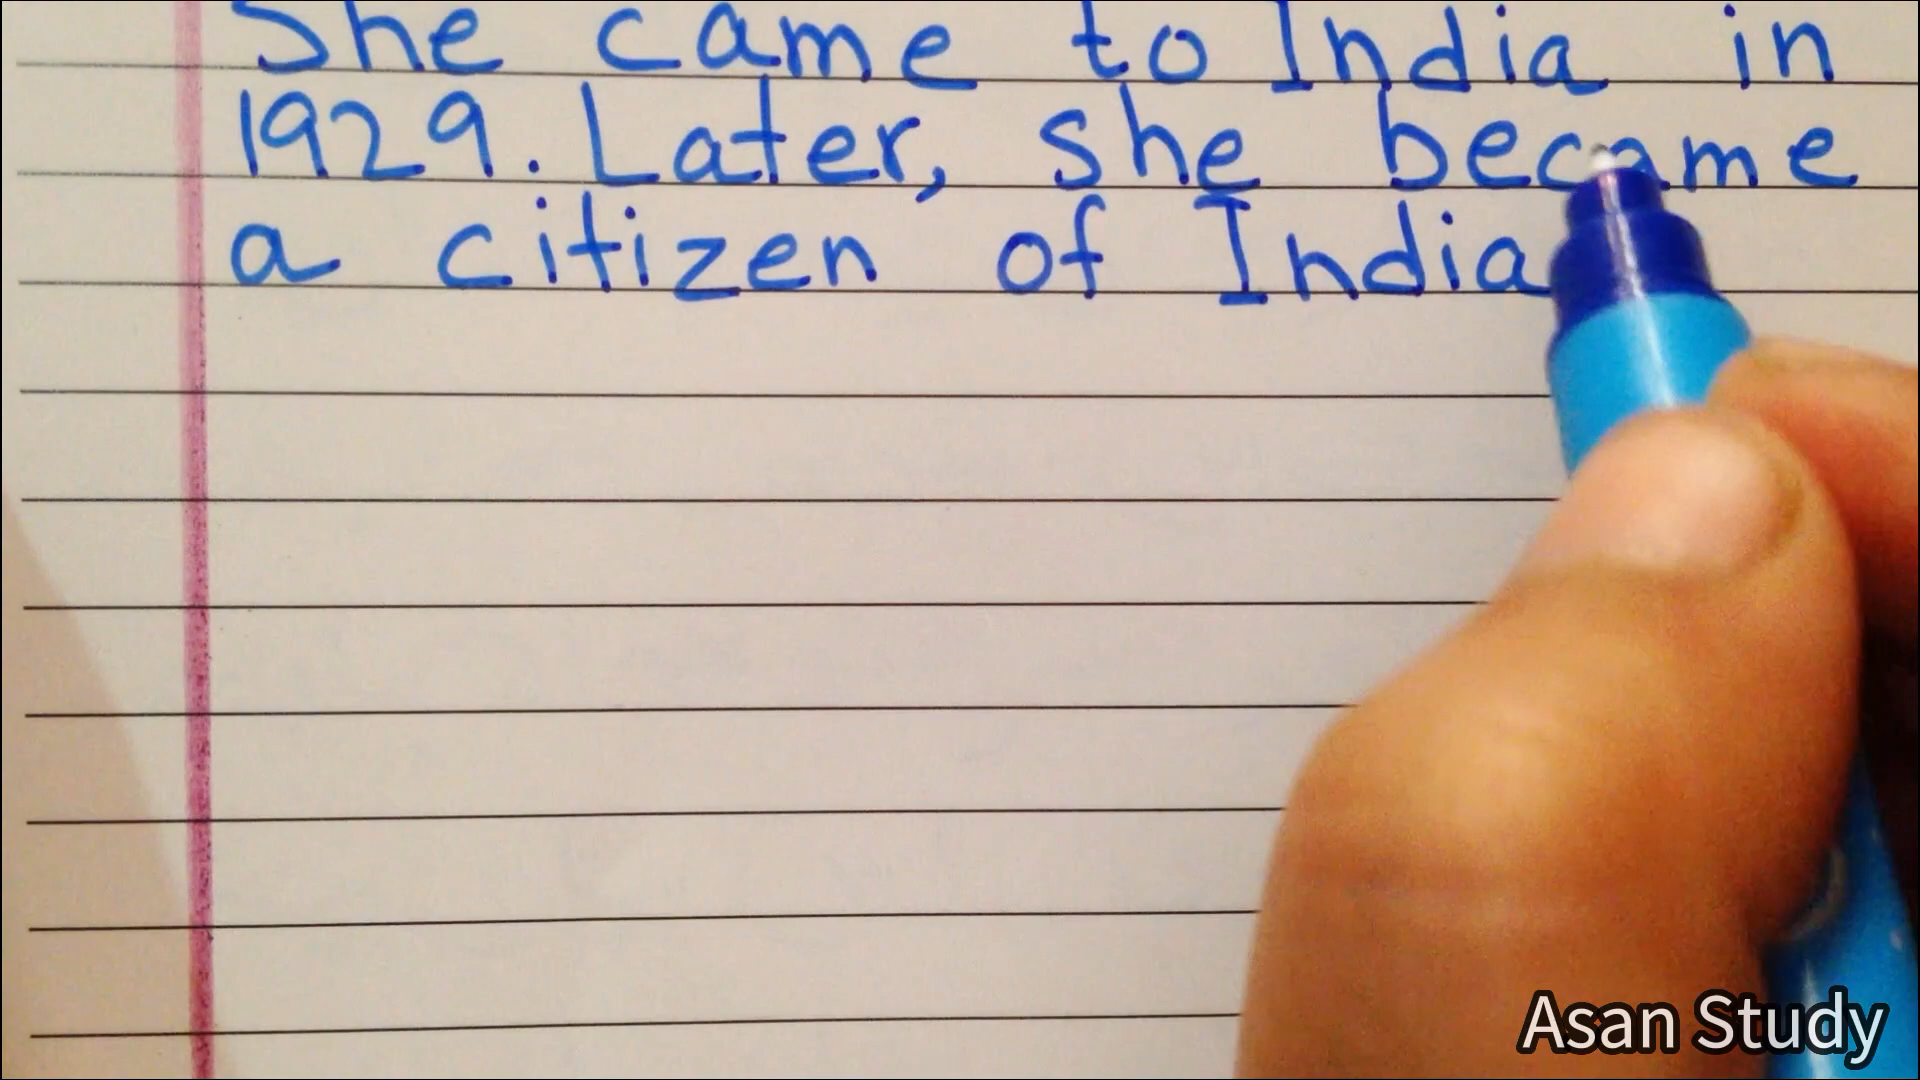 She came to India in
1929. Later, she became
a citizen of India
Asan Study